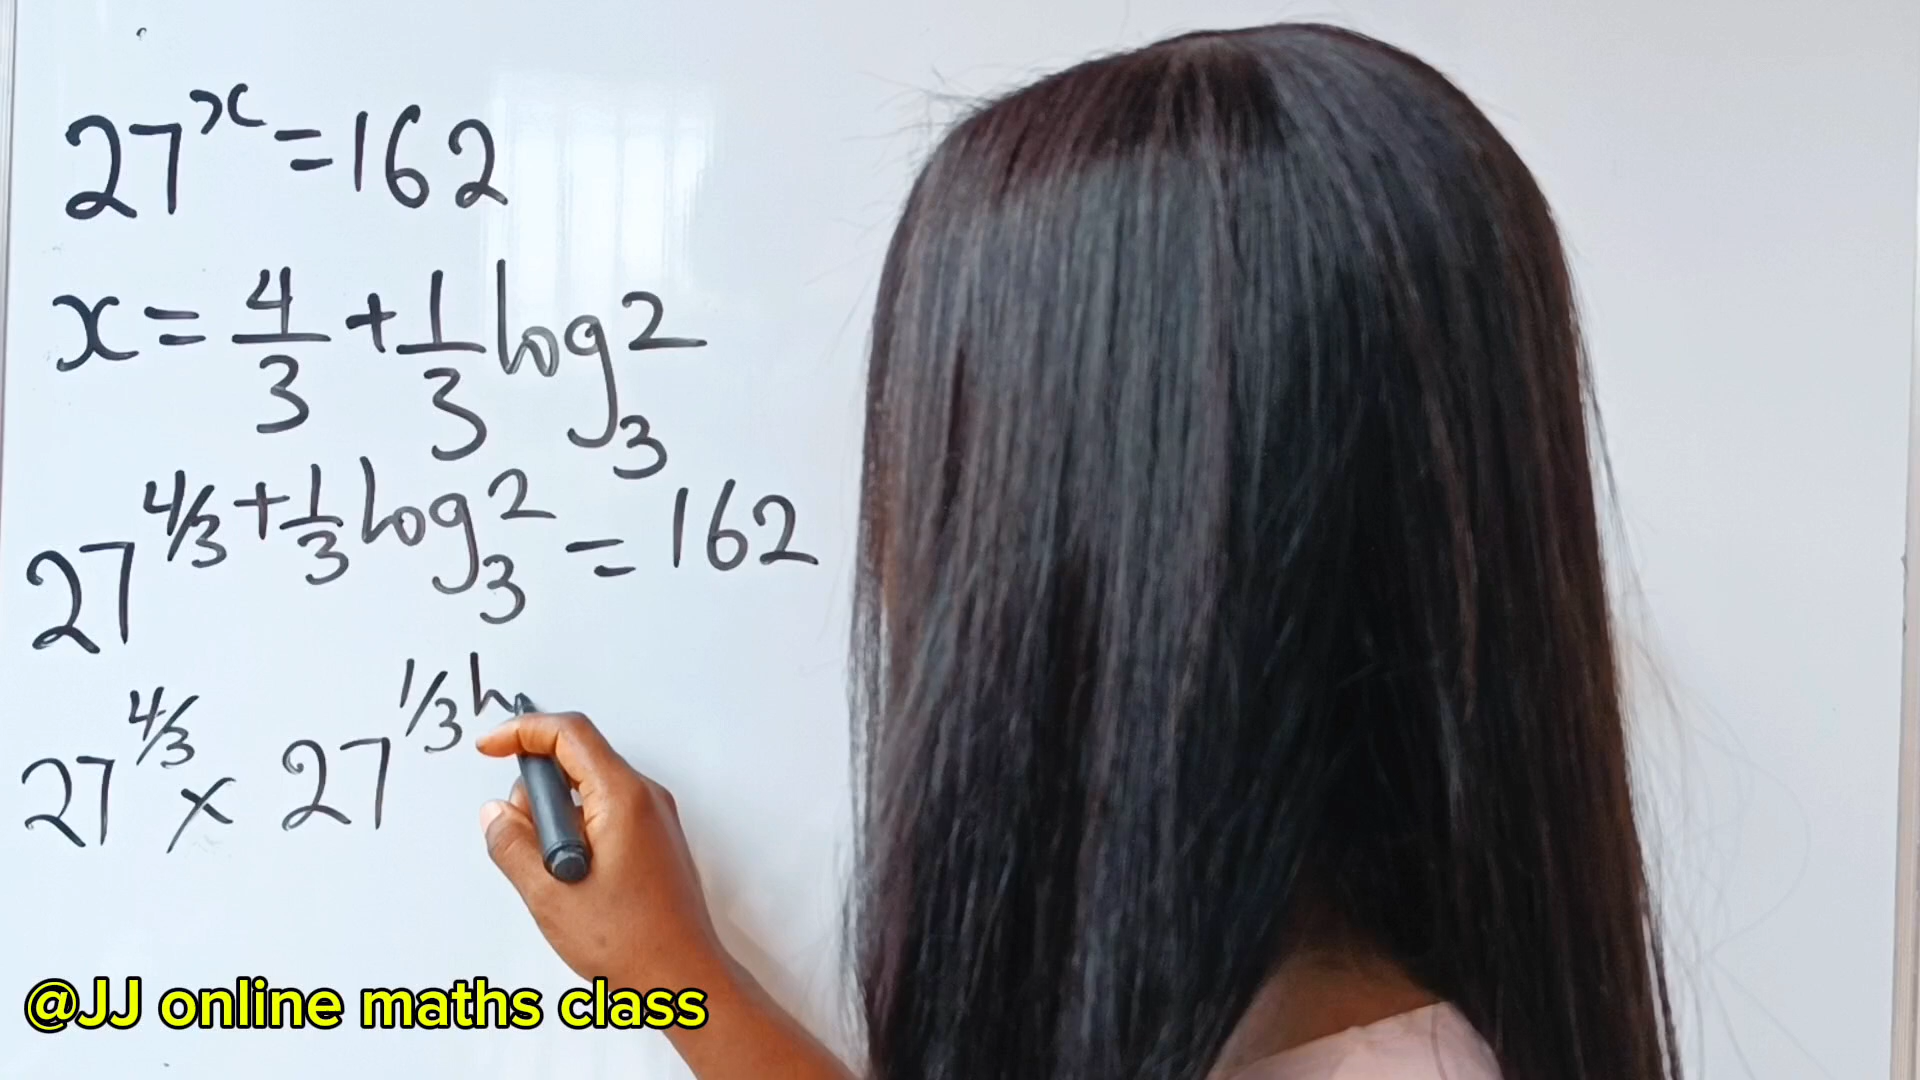 27^x = 162
x = 4/3 + 1/3 log_3 2
27^(4/3 + 1/3 log_3 2) = 162
27^(4/3) × 27^(1/3 lo
@JJ online maths class